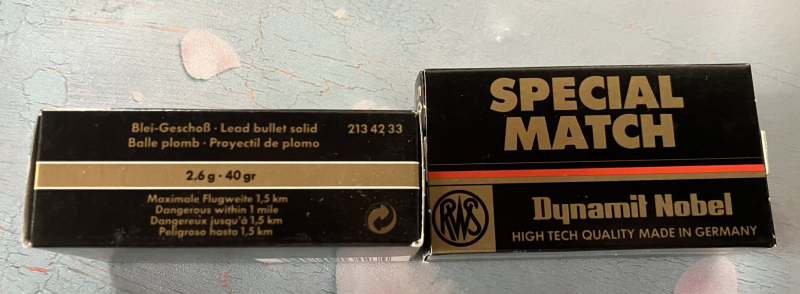 Blei-Geschoß · Lead bullet solid 213 42 33
Balle plomb · Proyectil de plomo
2,6 g · 40 gr
Maximale Flugweite 1,5 km
Dangerous within 1 mile
Dangereux jusqu'à 1,5 km
Peligroso hasta 1,5 km
SPECIAL
MATCH
RWS
Dynamit Nobel
HIGH TECH QUALITY MADE IN GERMANY